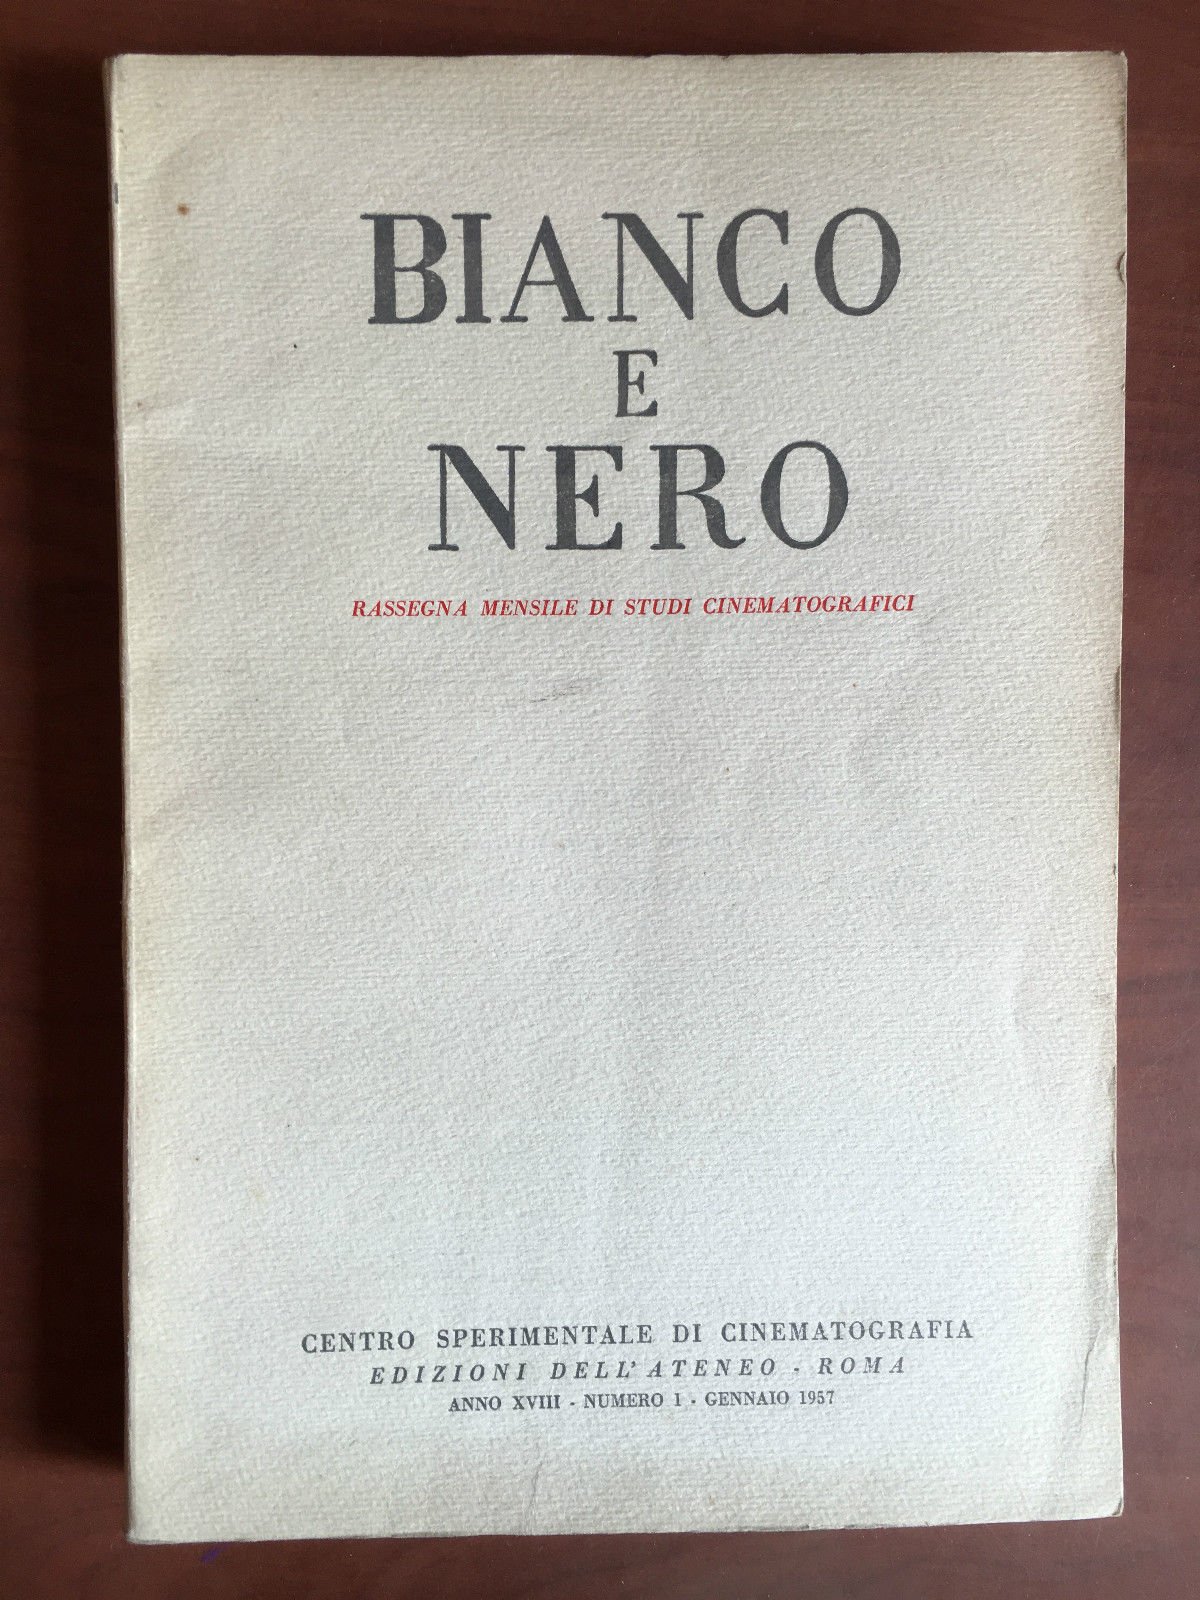 BIANCO
E
NERO
RASSEGNA MENSILE DI STUDI CINEMATOGRAFICI
CENTRO SPERIMENTALE DI CINEMATOGRAFIA
EDIZIONI DELL'ATENEO - ROMA
ANNO XVIII - NUMERO 1 - GENNAIO 1957